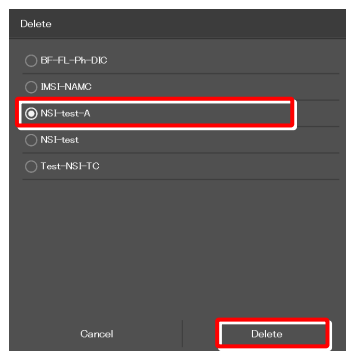 Delete
BF-FL-Ph-DIC
IMSI-NAMC
NSI-test-A
NSI-test
Test-NSI-TC
Cancel
Delete